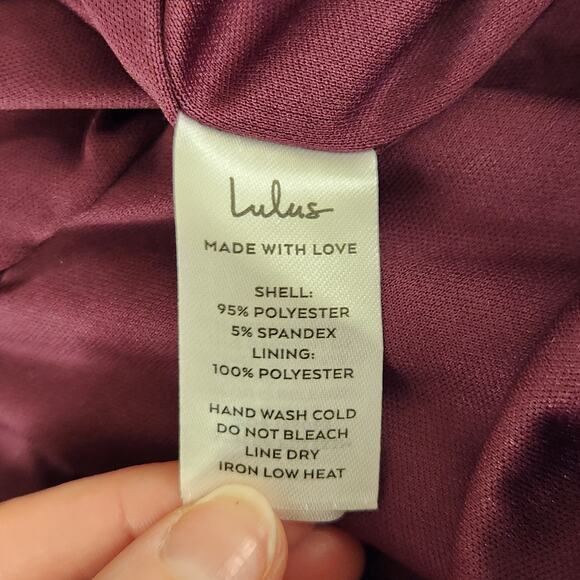 Lulus
MADE WITH LOVE
SHELL:
95% POLYESTER
5% SPANDEX
LINING:
100% POLYESTER
HAND WASH COLD
DO NOT BLEACH
LINE DRY
IRON LOW HEAT